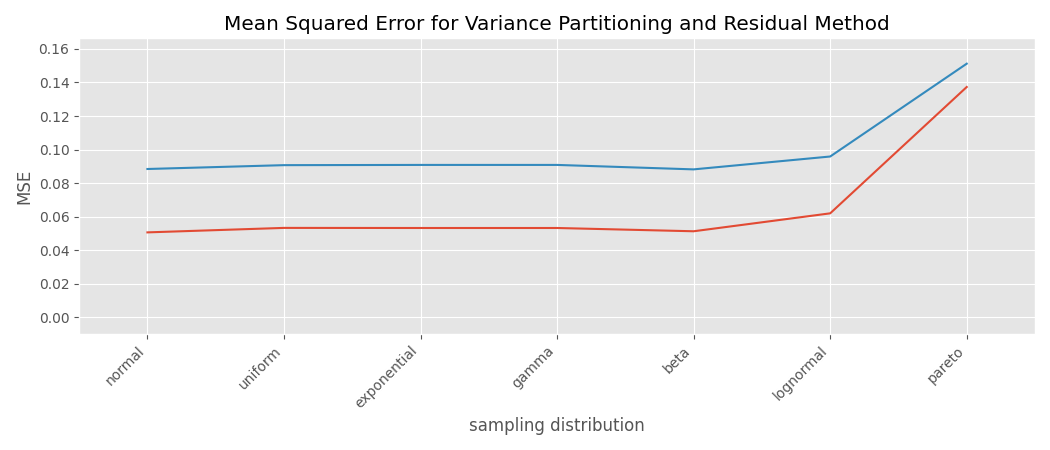 Mean Squared Error for Variance Partitioning and Residual Method
0.16
0.14
0.12
0.10
0.08
0.06
0.04
0.02
0.00
MSE
normal
uniform
exponential
gamma
beta
lognormal
pareto
sampling distribution